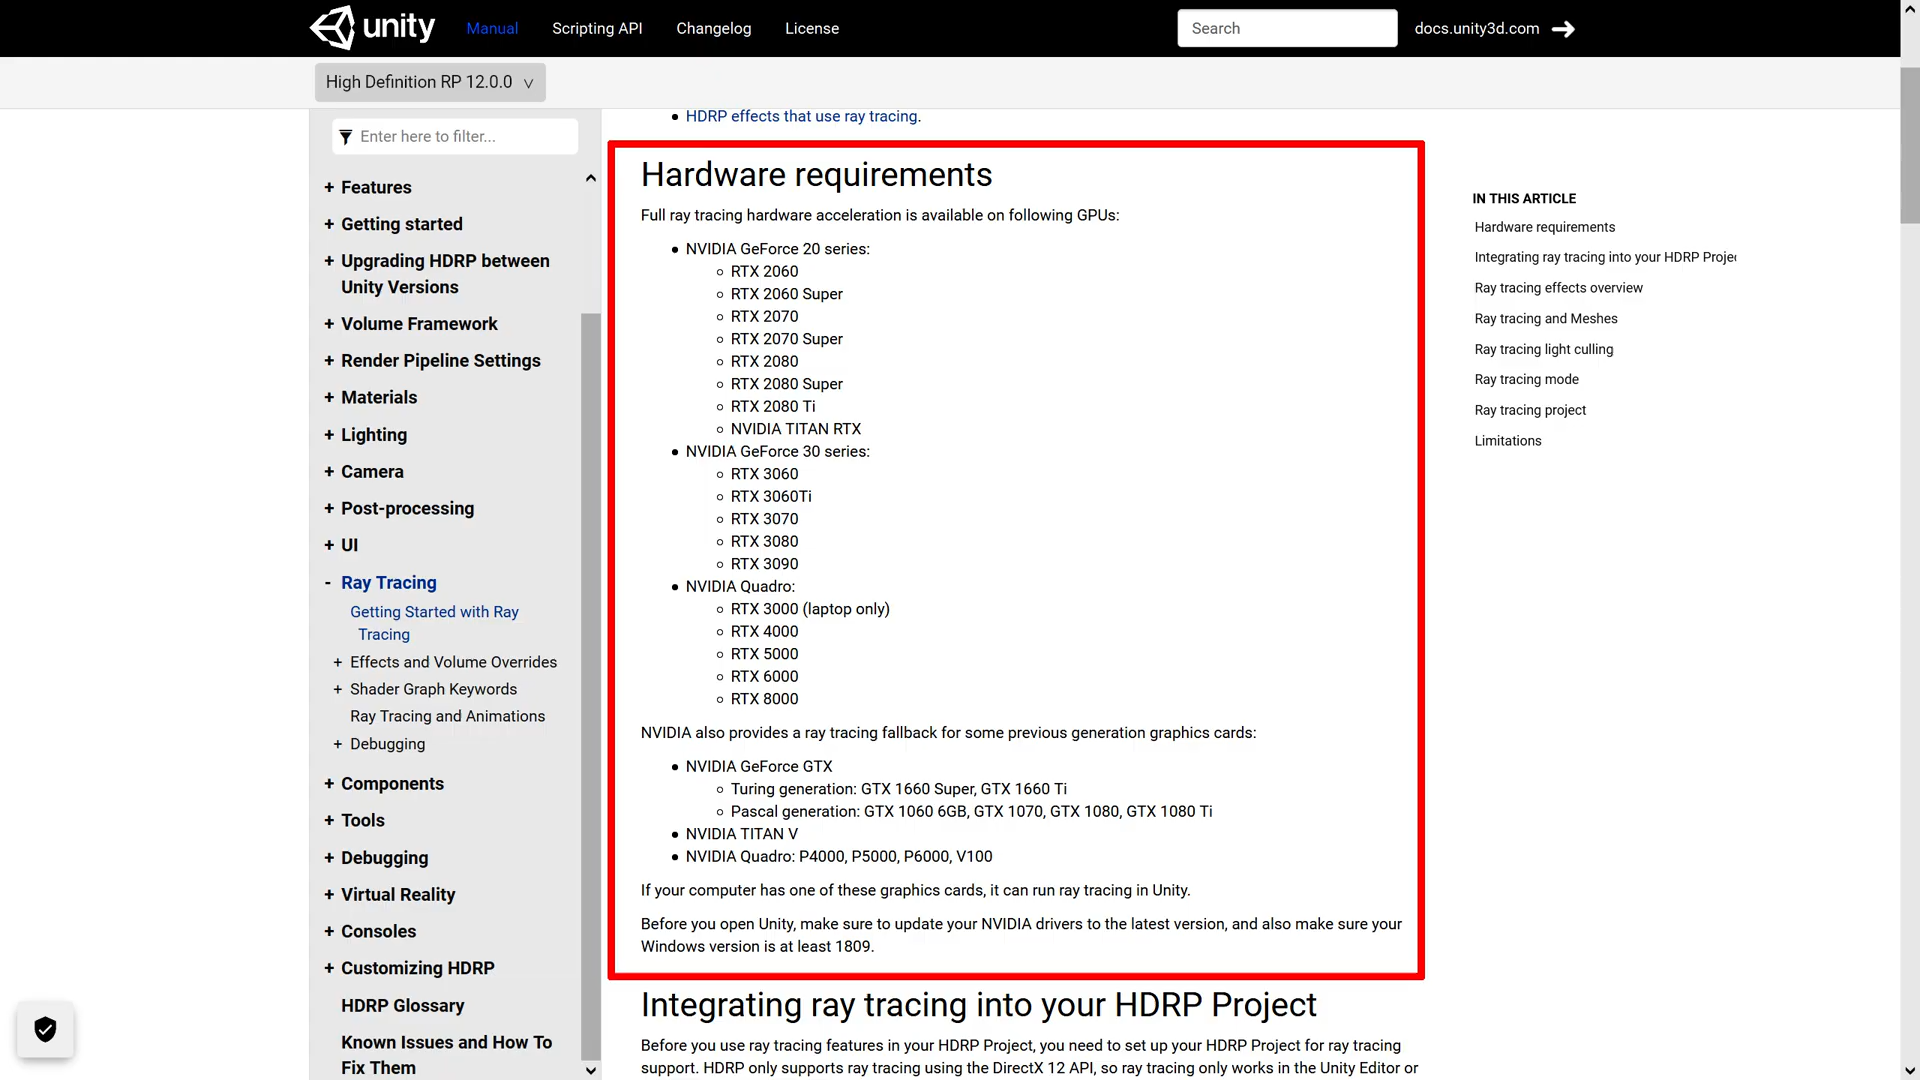 unity
Manual
Scripting API
Changelog
License
Search
docs.unity3d.com
High Definition RP 12.0.0
Enter here to filter...
+ Features
+ Getting started
+ Upgrading HDRP between
Unity Versions
+ Volume Framework
+ Render Pipeline Settings
+ Materials
+ Lighting
+ Camera
+ Post-processing
+ UI
- Ray Tracing
Getting Started with Ray
Tracing
+ Effects and Volume Overrides
+ Shader Graph Keywords
Ray Tracing and Animations
+ Debugging
+ Components
+ Tools
+ Debugging
+ Virtual Reality
+ Consoles
+ Customizing HDRP
HDRP Glossary
Known Issues and How To
Fix Them
HDRP effects that use ray tracing.
Hardware requirements
Full ray tracing hardware acceleration is available on following GPUs:
NVIDIA GeForce 20 series:
RTX 2060
RTX 2060 Super
RTX 2070
RTX 2070 Super
RTX 2080
RTX 2080 Super
RTX 2080 Ti
NVIDIA TITAN RTX
NVIDIA GeForce 30 series:
RTX 3060
RTX 3060Ti
RTX 3070
RTX 3080
RTX 3090
NVIDIA Quadro:
RTX 3000 (laptop only)
RTX 4000
RTX 5000
RTX 6000
RTX 8000
NVIDIA also provides a ray tracing fallback for some previous generation graphics cards:
NVIDIA GeForce GTX
Turing generation: GTX 1660 Super, GTX 1660 Ti
Pascal generation: GTX 1060 6GB, GTX 1070, GTX 1080, GTX 1080 Ti
NVIDIA TITAN V
NVIDIA Quadro: P4000, P5000, P6000, V100
If your computer has one of these graphics cards, it can run ray tracing in Unity.
Before you open Unity, make sure to update your NVIDIA drivers to the latest version, and also make sure your
Windows version is at least 1809.
Integrating ray tracing into your HDRP Project
Before you use ray tracing features in your HDRP Project, you need to set up your HDRP Project for ray tracing
support. HDRP only supports ray tracing using the DirectX 12 API, so ray tracing only works in the Unity Editor or
IN THIS ARTICLE
Hardware requirements
Integrating ray tracing into your HDRP Projec
Ray tracing effects overview
Ray tracing and Meshes
Ray tracing light culling
Ray tracing mode
Ray tracing project
Limitations